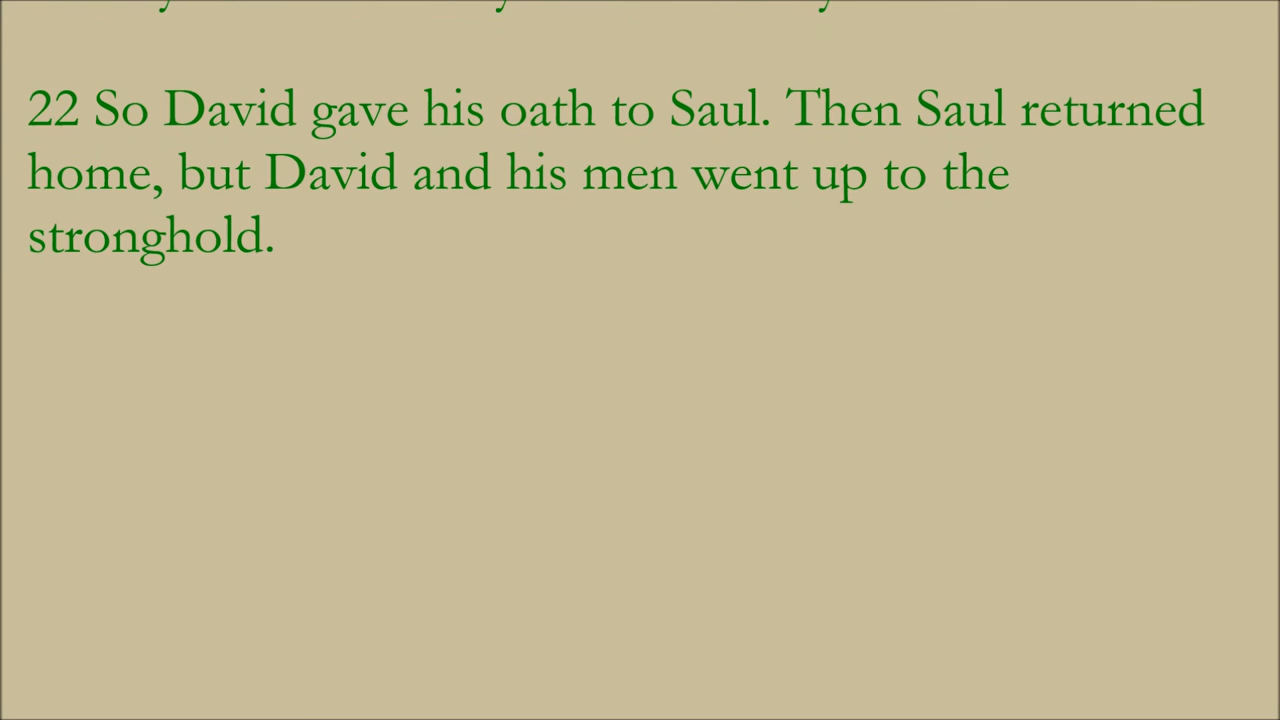 22 So David gave his oath to Saul. Then Saul returned
home, but David and his men went up to the
stronghold.